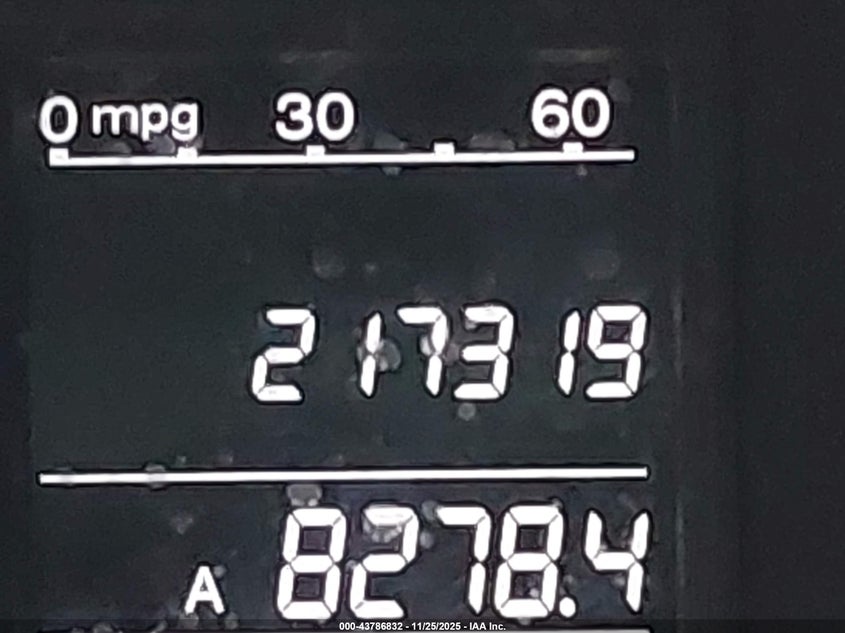 0 mpg 30 60
217319
A 8278.4
000-43786832 - 11/25/2025 - IAA Inc.